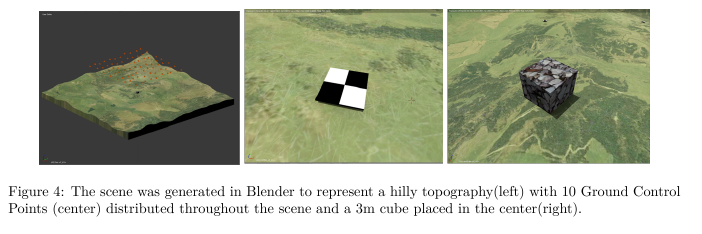 Figure 4: The scene was generated in Blender to represent a hilly topography(left) with 10 Ground Control
Points (center) distributed throughout the scene and a 3m cube placed in the center(right).